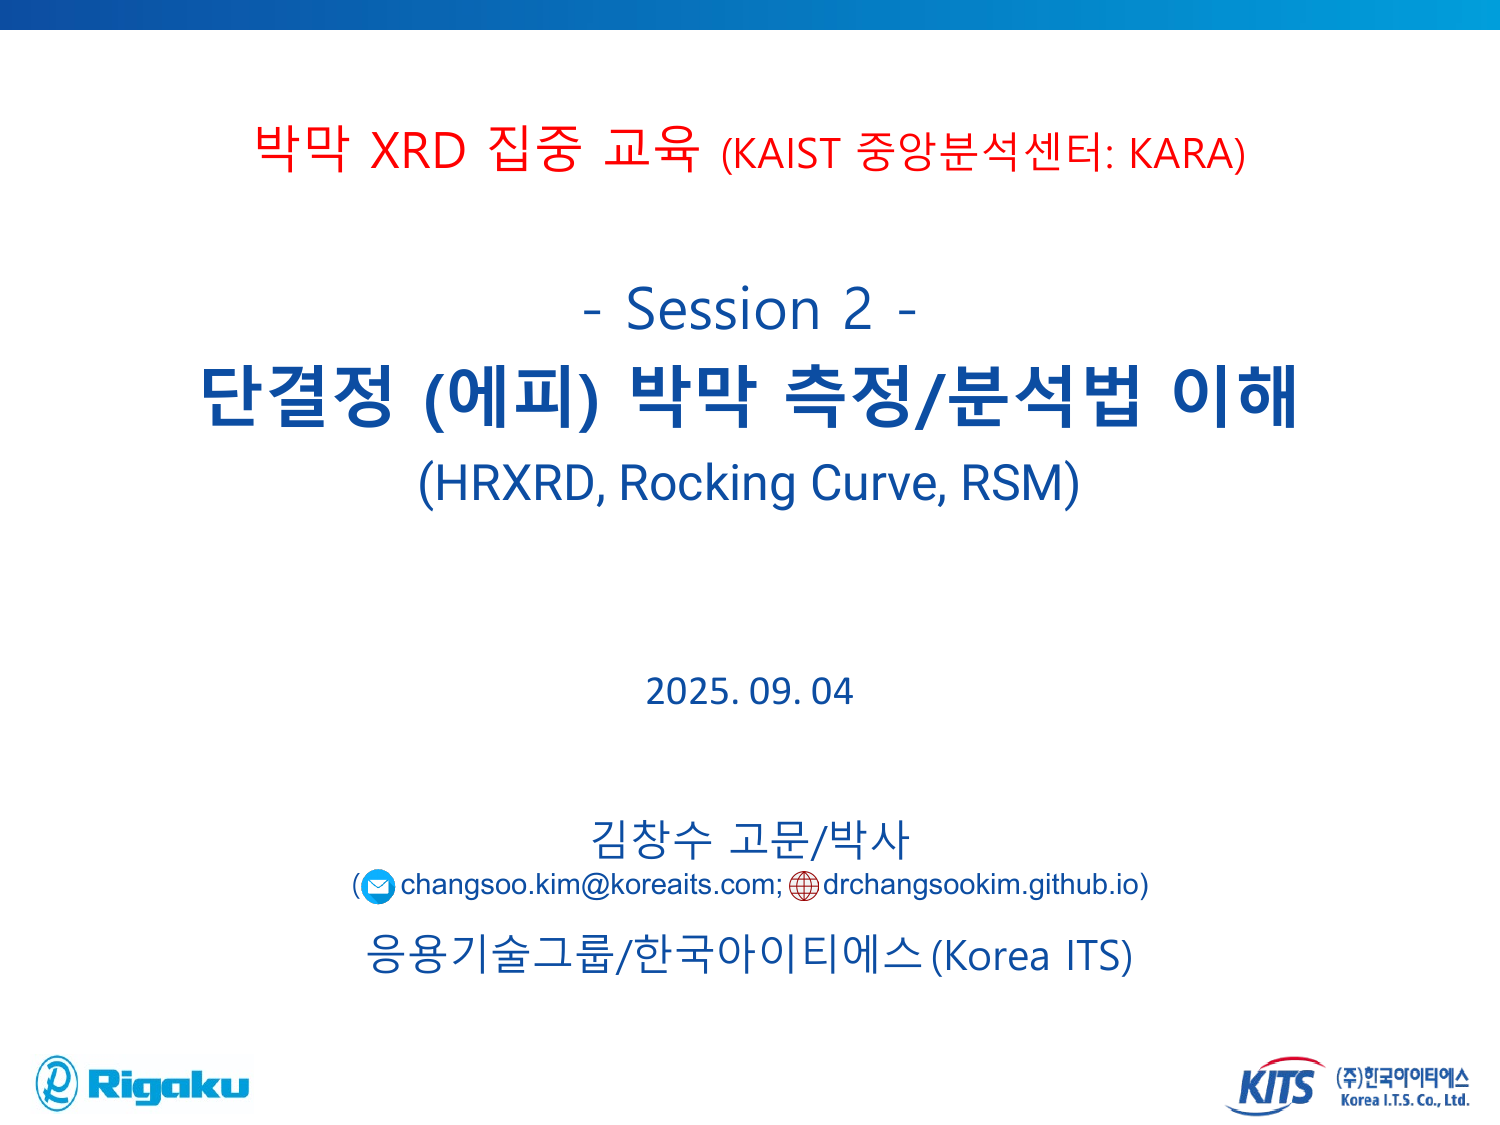 박막 XRD 집중 교육 (KAIST 중앙분석센터: KARA)
- Session 2 -
단결정 (에피) 박막 측정/분석법 이해
(HRXRD, Rocking Curve, RSM)
2025. 09. 04
김창수 고문/박사
(changsoo.kim@koreaits.com; drchangsookim.github.io)
응용기술그룹/한국아이티에스 (Korea ITS)
Rigaku
KITS (주)한국아이티에스
Korea I.T.S. Co., Ltd.